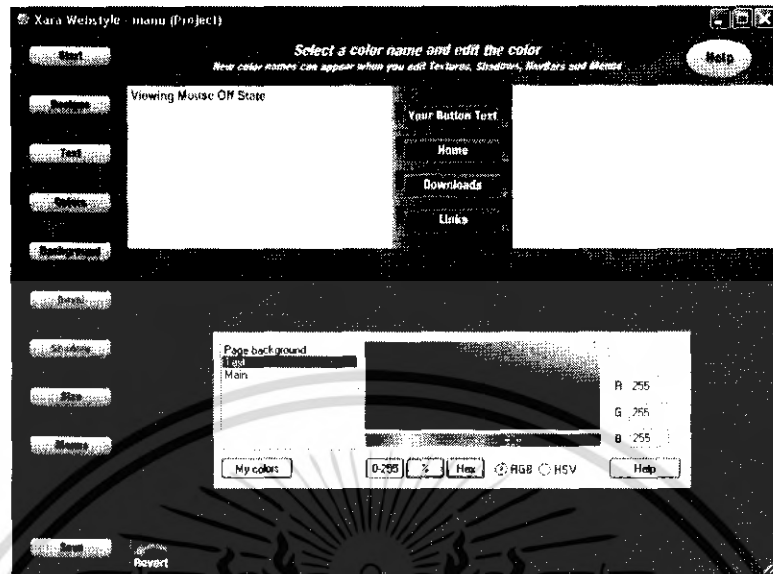 Xara Webstyle - manu (Project)
Select a color name and edit the color
New color names can appear when you edit Textures, Shadows, NavBars and Menus
Help
Start
Text
Colors
Background
Bevel
Shadow
Size
Mouse
Save
Revert
Viewing Mouse Off State
Your Button Text
Home
Downloads
Links
Page background
Text
Main
R 255
G 255
B 255
My colors
0-255
%
Hex
RGB
HSV
Help